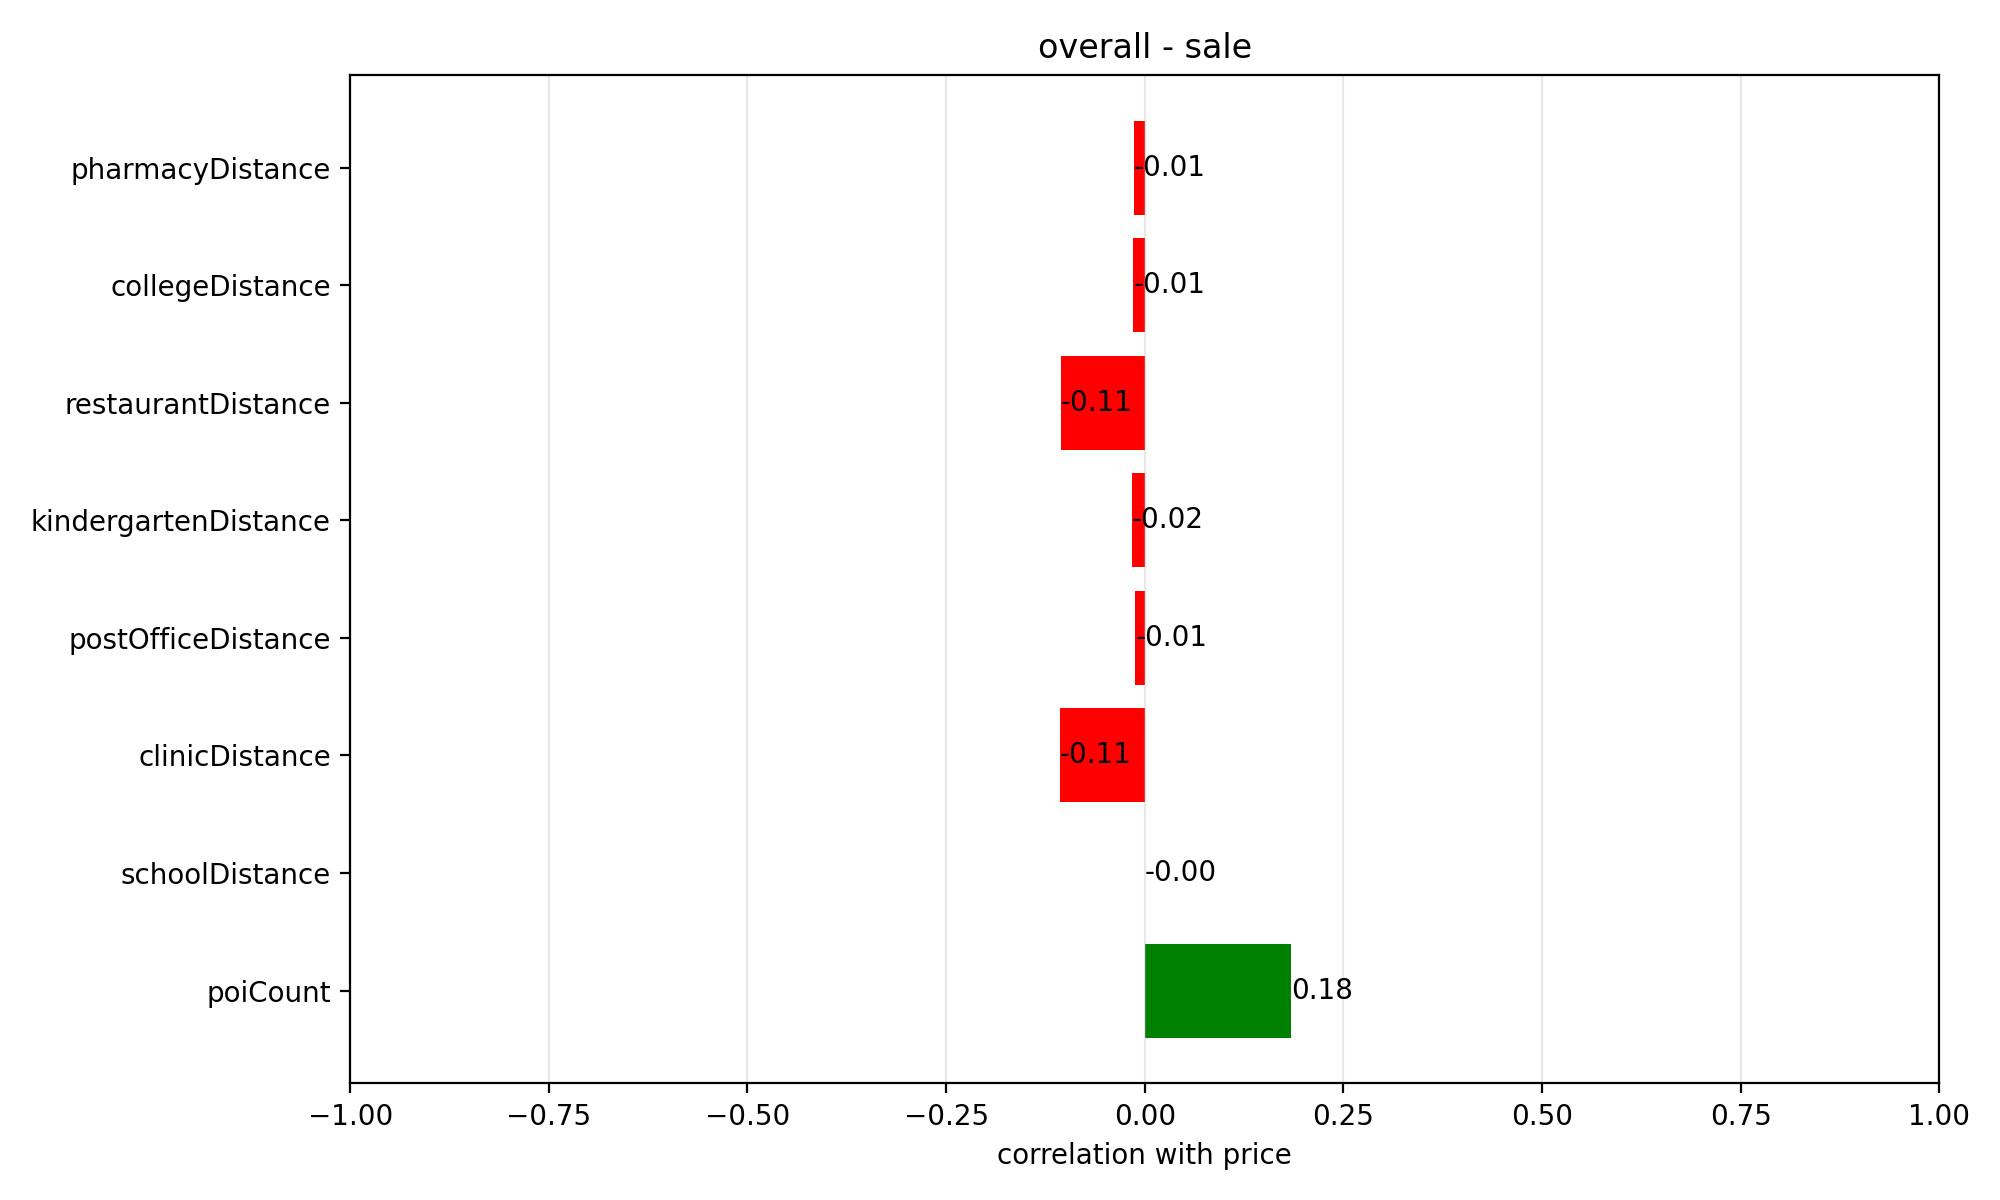 overall - sale
pharmacyDistance
-0.01
collegeDistance
-0.01
restaurantDistance
-0.11
kindergartenDistance
-0.02
postOfficeDistance
-0.01
clinicDistance
-0.11
schoolDistance
-0.00
poiCount
0.18
−1.00 −0.75 −0.50 −0.25 0.00 0.25 0.50 0.75 1.00
correlation with price